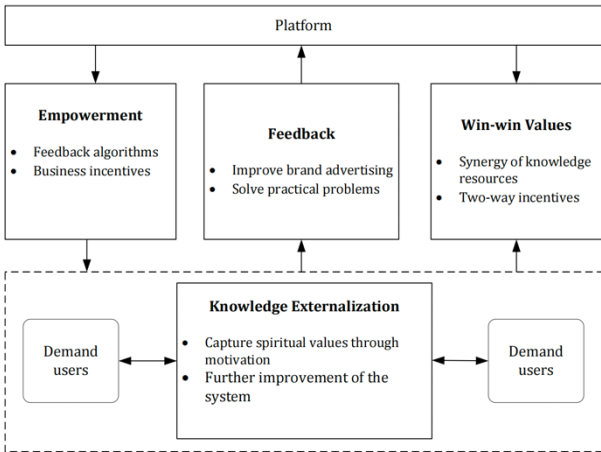 Platform
Empowerment
• Feedback algorithms
• Business incentives
Feedback
• Improve brand advertising
• Solve practical problems
Win-win Values
• Synergy of knowledge
resources
• Two-way incentives
Knowledge Externalization
• Capture spiritual values through
motivation
• Further improvement of the
system
Demand
users
Demand
users